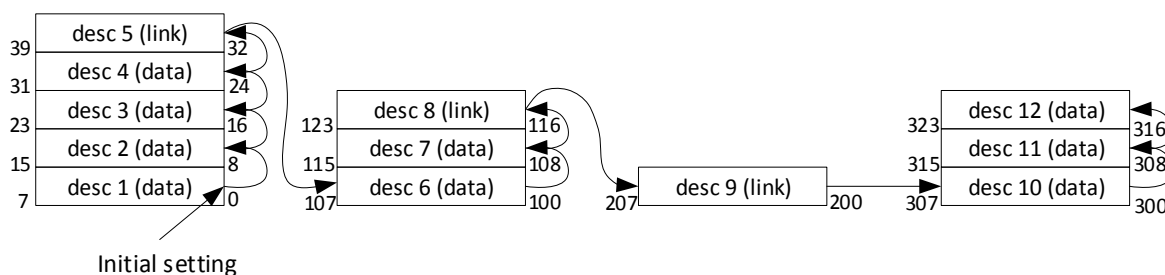 desc 5 (link)
39 32
desc 4 (data)
31 24
desc 3 (data)
23 16
desc 2 (data)
15 8
desc 1 (data)
7 0
Initial setting
desc 8 (link)
123 116
desc 7 (data)
115 108
desc 6 (data)
107 100
desc 9 (link)
207 200
desc 12 (data)
323 316
desc 11 (data)
315 308
desc 10 (data)
307 300